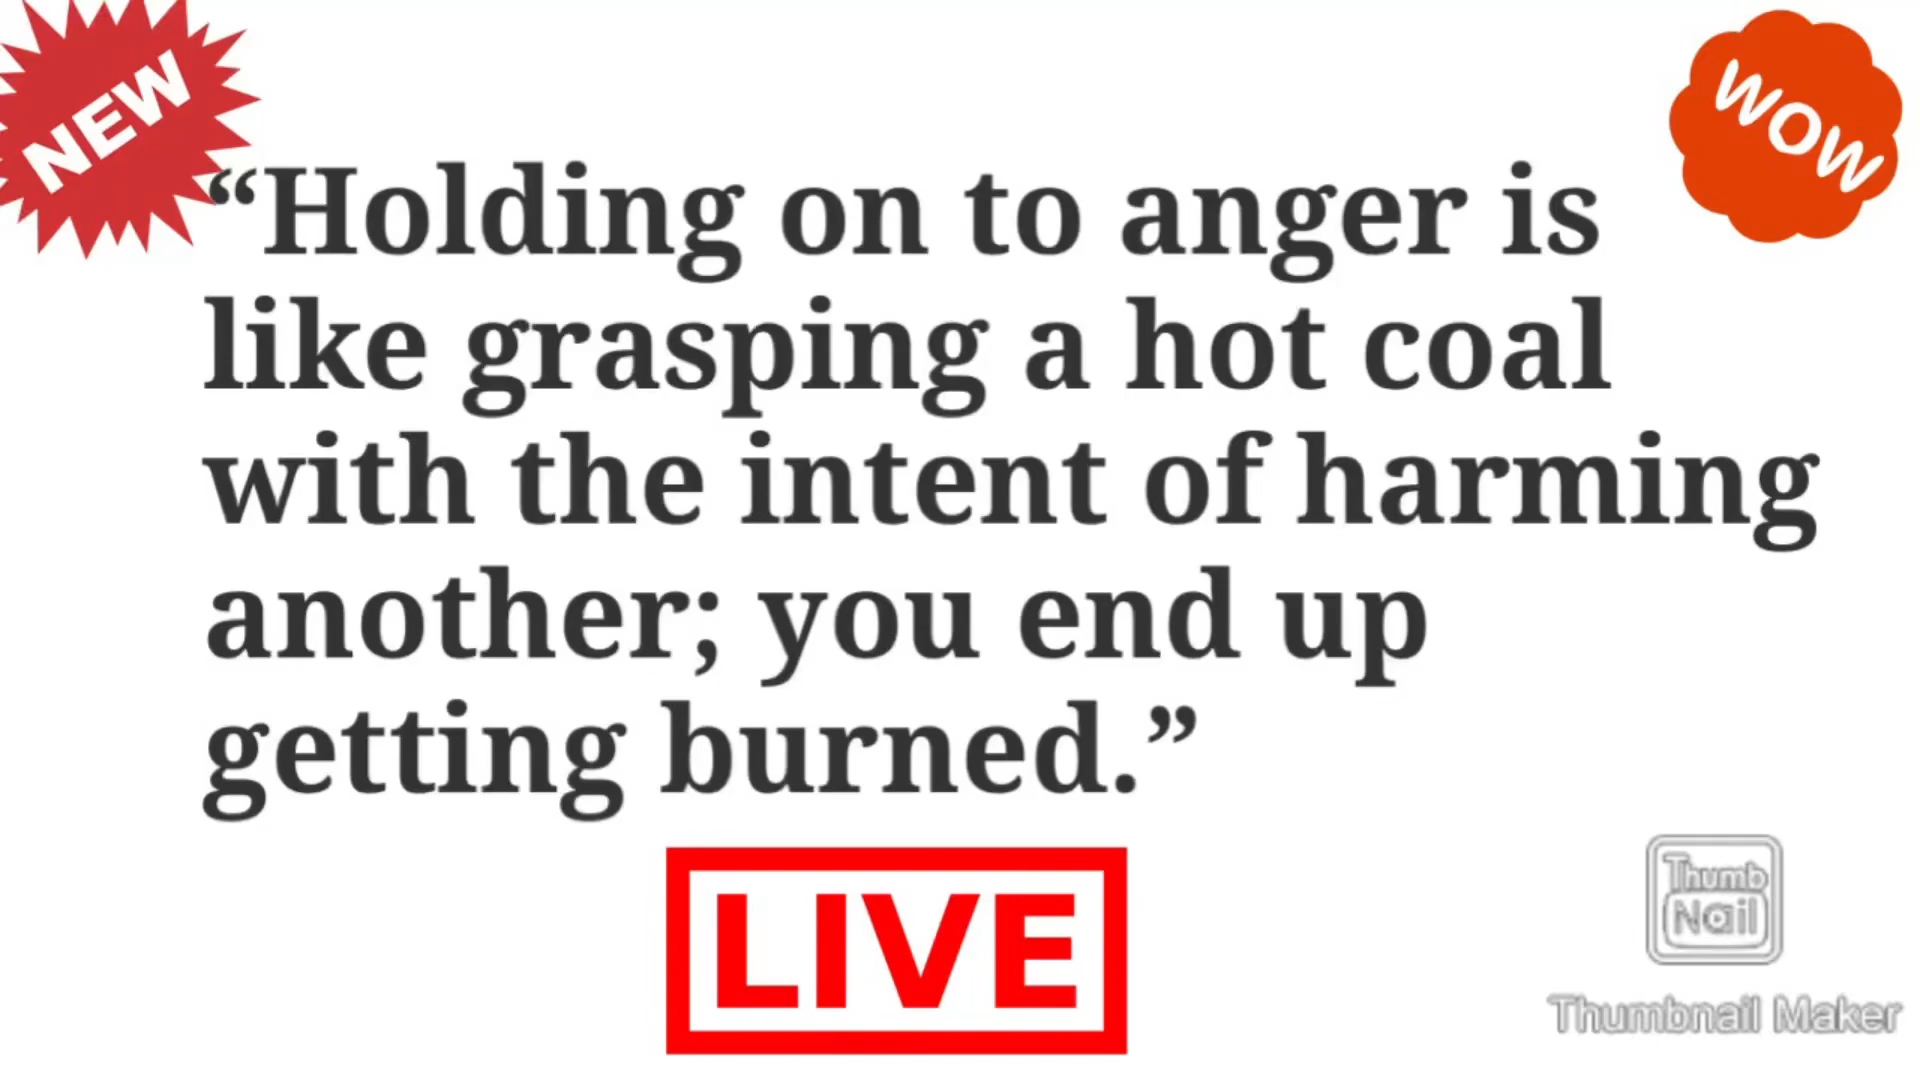 NEW
WOW
“Holding on to anger is
like grasping a hot coal
with the intent of harming
another; you end up
getting burned.”
LIVE
Thumb
Nail
Thumbnail Maker